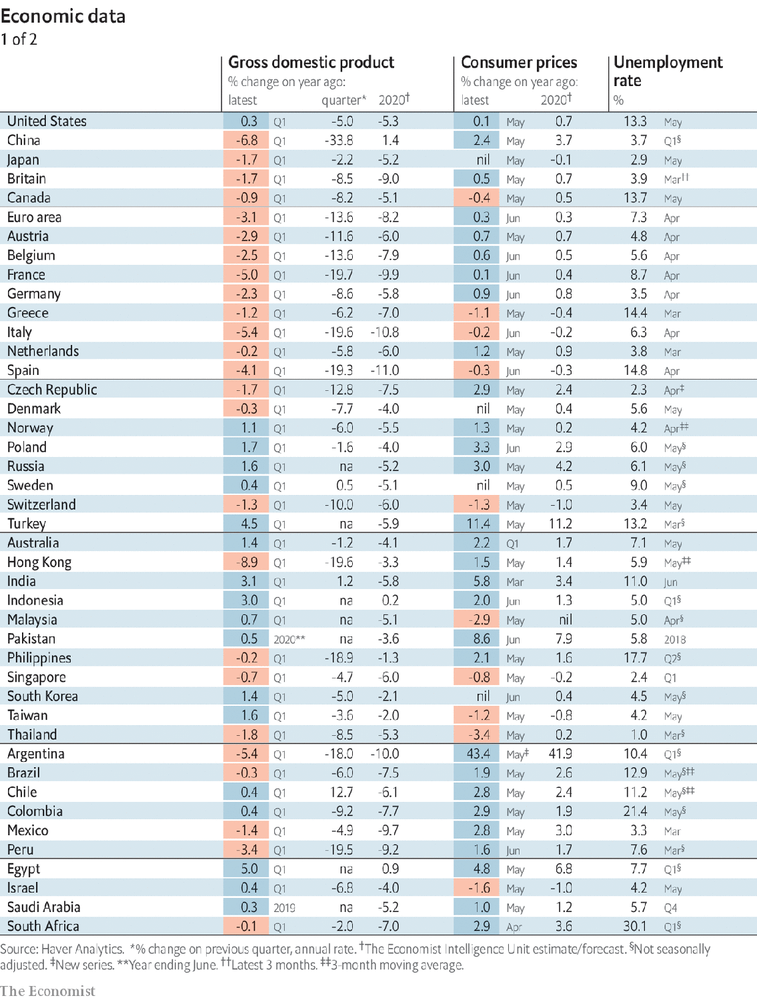 Economic data
1 of 2
Gross domestic product Consumer prices Unemployment
% change on year ago: % change on year ago: rate
latest quarter* 2020† latest 2020† %
United States 0.3 Q1 -5.0 -5.3 0.1 May 0.7 13.3 May
China -6.8 Q1 -33.8 1.4 2.4 May 3.7 3.7 Q1§
Japan -1.7 Q1 -2.2 -5.2 nil May -0.1 2.9 May
Britain -1.7 Q1 -8.5 -9.0 0.5 May 0.7 3.9 Mar††
Canada -0.9 Q1 -8.2 -5.1 -0.4 May 0.5 13.7 May
Euro area -3.1 Q1 -13.6 -8.2 0.3 Jun 0.3 7.3 Apr
Austria -2.9 Q1 -11.6 -6.0 0.7 May 0.7 4.8 Apr
Belgium -2.5 Q1 -13.6 -7.9 0.6 Jun 0.5 5.6 Apr
France -5.0 Q1 -19.7 -9.9 0.1 Jun 0.4 8.7 Apr
Germany -2.3 Q1 -8.6 -5.8 0.9 Jun 0.8 3.5 Apr
Greece -1.2 Q1 -6.2 -7.0 -1.1 May -0.4 14.4 Mar
Italy -5.4 Q1 -19.6 -10.8 -0.2 Jun -0.2 6.3 Apr
Netherlands -0.2 Q1 -5.8 -6.0 1.2 May 0.9 3.8 Mar
Spain -4.1 Q1 -19.3 -11.0 -0.3 Jun -0.3 14.8 Apr
Czech Republic -1.7 Q1 -12.8 -7.5 2.9 May 2.4 2.3 Apr‡
Denmark -0.3 Q1 -7.7 -4.0 nil May 0.4 5.6 May
Norway 1.1 Q1 -6.0 -5.5 1.3 May 0.2 4.2 Apr‡‡
Poland 1.7 Q1 -1.6 -4.0 3.3 Jun 2.9 6.0 May§
Russia 1.6 Q1 na -5.2 3.0 May 4.2 6.1 May§
Sweden 0.4 Q1 0.5 -5.1 nil May 0.5 9.0 May§
Switzerland -1.3 Q1 -10.0 -6.0 -1.3 May -1.0 3.4 May
Turkey 4.5 Q1 na -5.9 11.4 May 11.2 13.2 Mar§
Australia 1.4 Q1 -1.2 -4.1 2.2 Q1 1.7 7.1 May
Hong Kong -8.9 Q1 -19.6 -3.3 1.5 May 1.4 5.9 May‡‡
India 3.1 Q1 1.2 -5.8 5.8 Mar 3.4 11.0 Jun
Indonesia 3.0 Q1 na 0.2 2.0 Jun 1.3 5.0 Q1§
Malaysia 0.7 Q1 na -5.1 -2.9 May nil 5.0 Apr§
Pakistan 0.5 2020** na -3.6 8.6 Jun 7.9 5.8 2018
Philippines -0.2 Q1 -18.9 -1.3 2.1 May 1.6 17.7 Q2§
Singapore -0.7 Q1 -4.7 -6.0 -0.8 May -0.2 2.4 Q1
South Korea 1.4 Q1 -5.0 -2.1 nil Jun 0.4 4.5 May§
Taiwan 1.6 Q1 -3.6 -2.0 -1.2 May -0.8 4.2 May
Thailand -1.8 Q1 -8.5 -5.3 -3.4 May 0.2 1.0 Mar§
Argentina -5.4 Q1 -18.0 -10.0 43.4 May‡ 41.9 10.4 Q1§
Brazil -0.3 Q1 -6.0 -7.5 1.9 May 2.6 12.9 May§‡‡
Chile 0.4 Q1 12.7 -6.1 2.8 May 2.4 11.2 May§‡‡
Colombia 0.4 Q1 -9.2 -7.7 2.9 May 1.9 21.4 May§
Mexico -1.4 Q1 -4.9 -9.7 2.8 May 3.0 3.3 Mar
Peru -3.4 Q1 -19.5 -9.2 1.6 Jun 1.7 7.6 Mar§
Egypt 5.0 Q1 na 0.9 4.8 May 6.8 7.7 Q1§
Israel 0.4 Q1 -6.8 -4.0 -1.6 May -1.0 4.2 May
Saudi Arabia 0.3 2019 na -5.2 1.0 May 1.2 5.7 Q4
South Africa -0.1 Q1 -2.0 -7.0 2.9 Apr 3.6 30.1 Q1§
Source: Haver Analytics. *% change on previous quarter, annual rate. †The Economist Intelligence Unit estimate/forecast. §Not seasonally
adjusted. ‡New series. **Year ending June. ††Latest 3 months. ‡‡3-month moving average.
The Economist